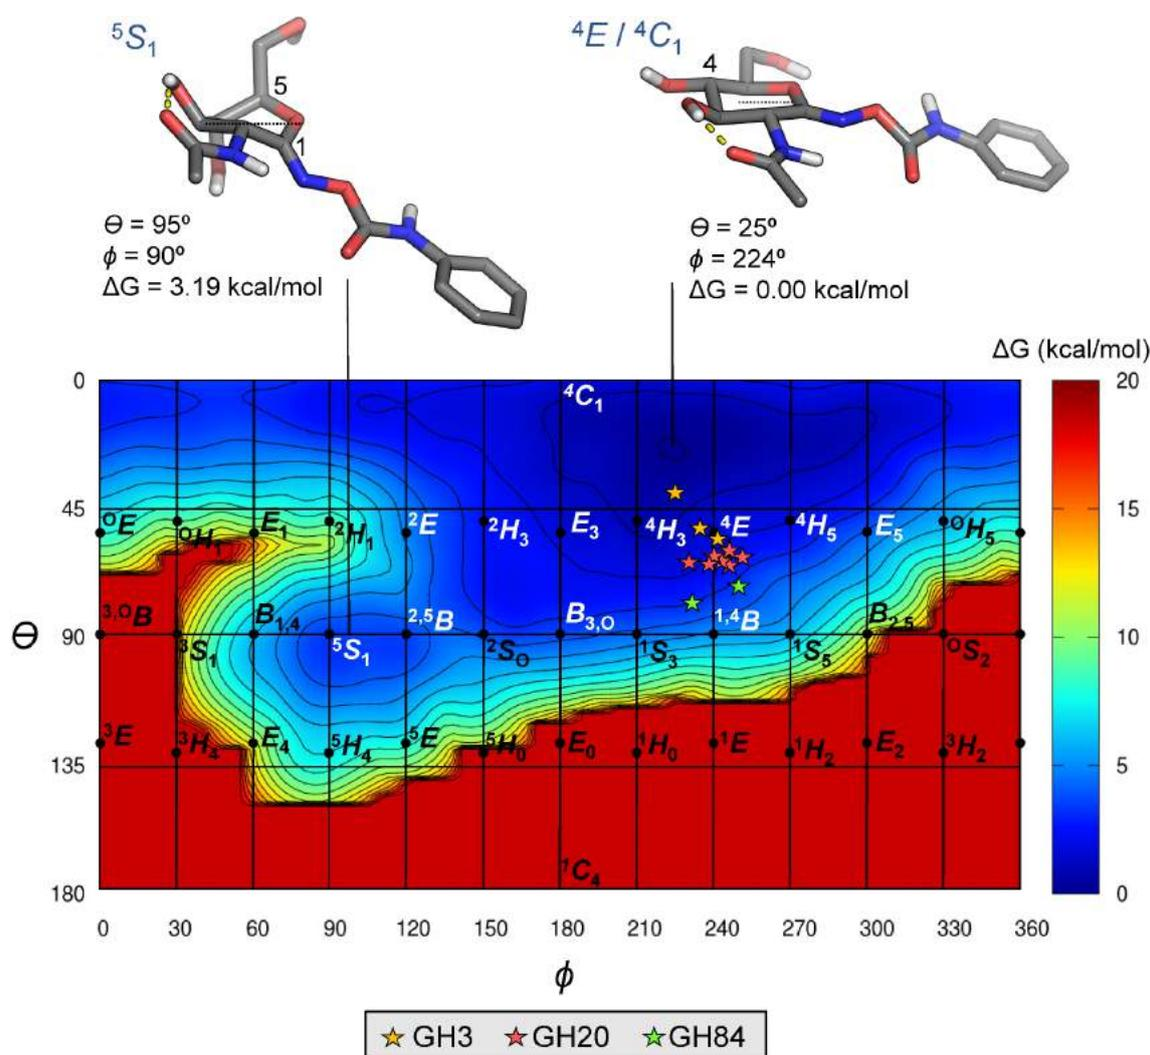 ⁵S₁
⁴E / ⁴C₁
5
1
4
Θ = 95º
ϕ = 90º
ΔG = 3.19 kcal/mol
Θ = 25º
ϕ = 224º
ΔG = 0.00 kcal/mol
ΔG (kcal/mol)
0 ⁴C₁ 20
45
ᴼE ᴼH₁ E₁ ²H₁ ²E ²H₃ E₃ ⁴H₃ ⁴E ⁴H₅ E₅ ᴼH₅
15
Θ
90
³,ᴼB ³S₁ B₁,₄ ⁵S₁ ²,⁵B ²Sₒ B₃,ₒ ¹S₃ ¹,⁴B ¹S₅ B₂,₅ ᴼS₂
10
³E ³H₄ E₄ ⁵H₄ ⁵E ⁵H₀ E₀ ¹H₀ ¹E ¹H₂ E₂ ³H₂
135
5
180 ¹C₄ 0
0 30 60 90 120 150 180 210 240 270 300 330 360
ϕ
GH3 GH20 GH84